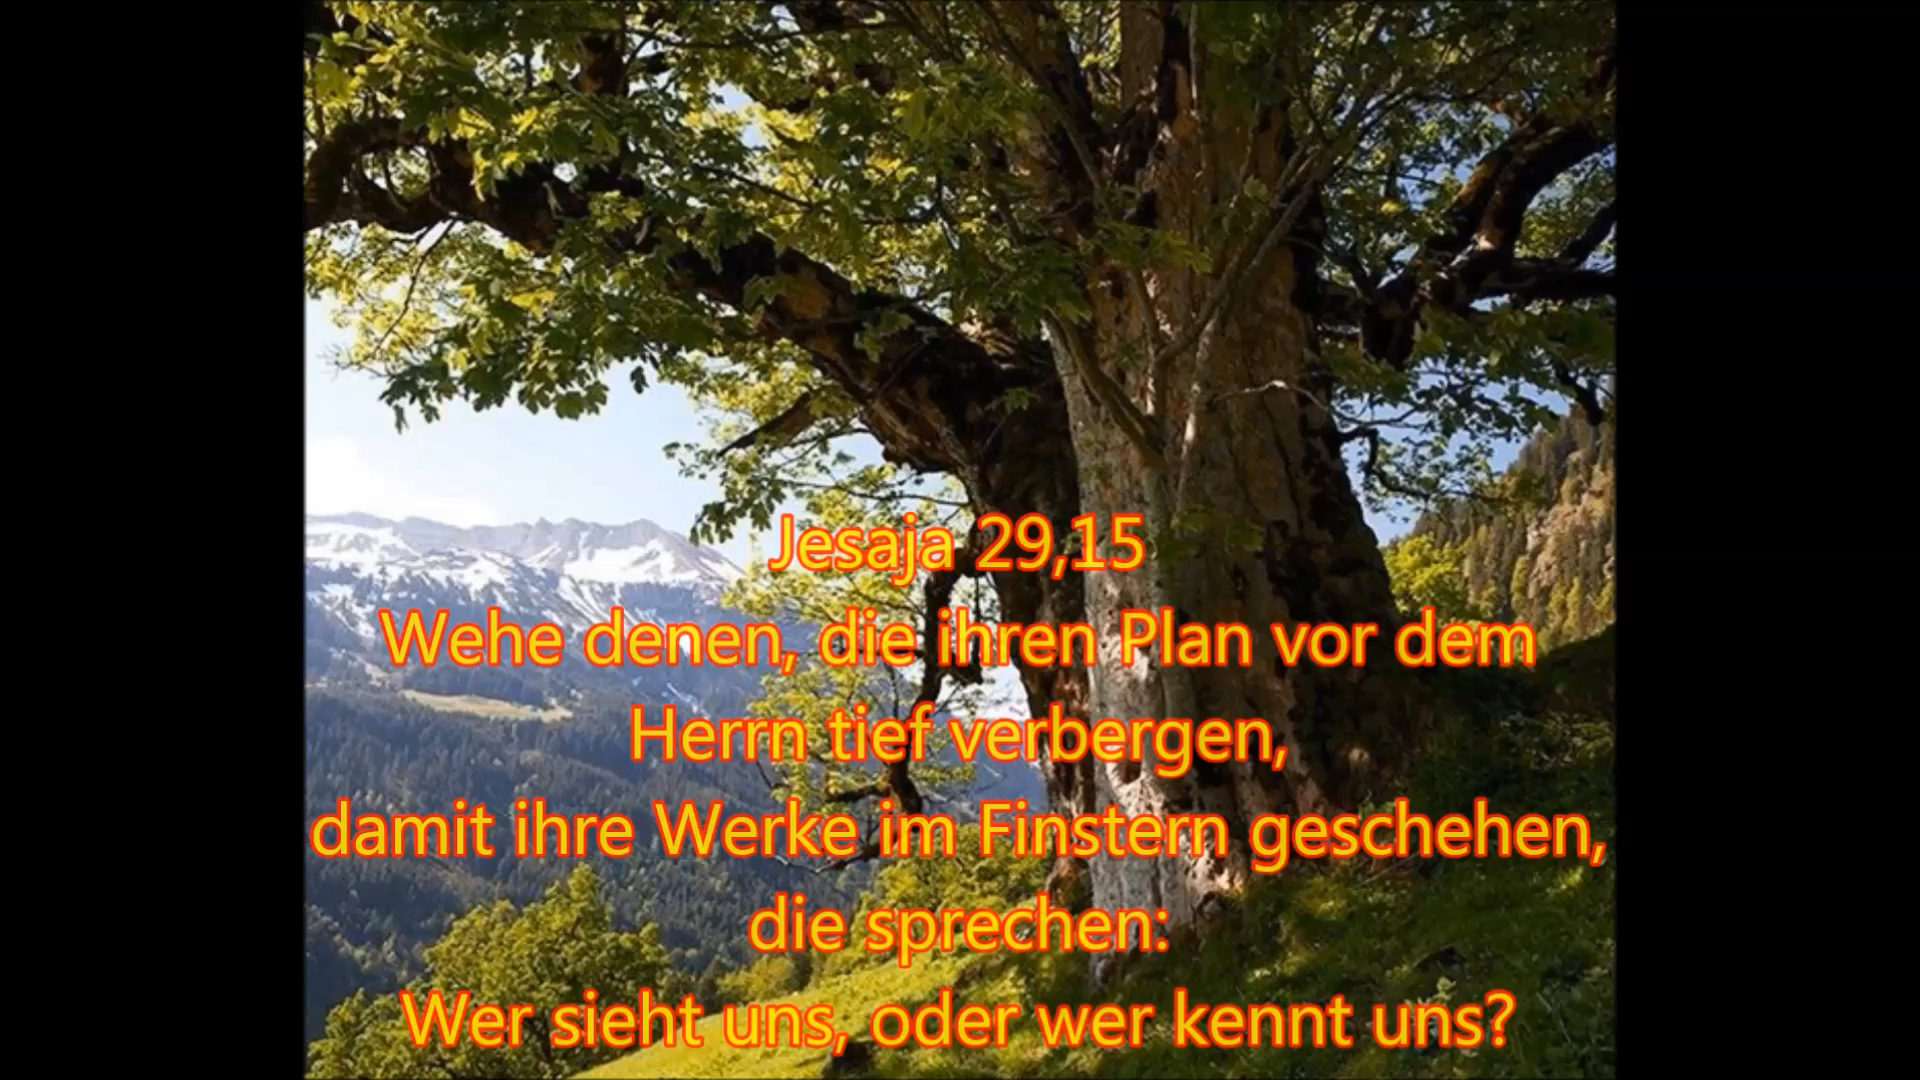 Jesaja 29,15
Wehe denen, die ihren Plan vor dem
Herrn tief verbergen,
damit ihre Werke im Finstern geschehen,
die sprechen:
Wer sieht uns, oder wer kennt uns?